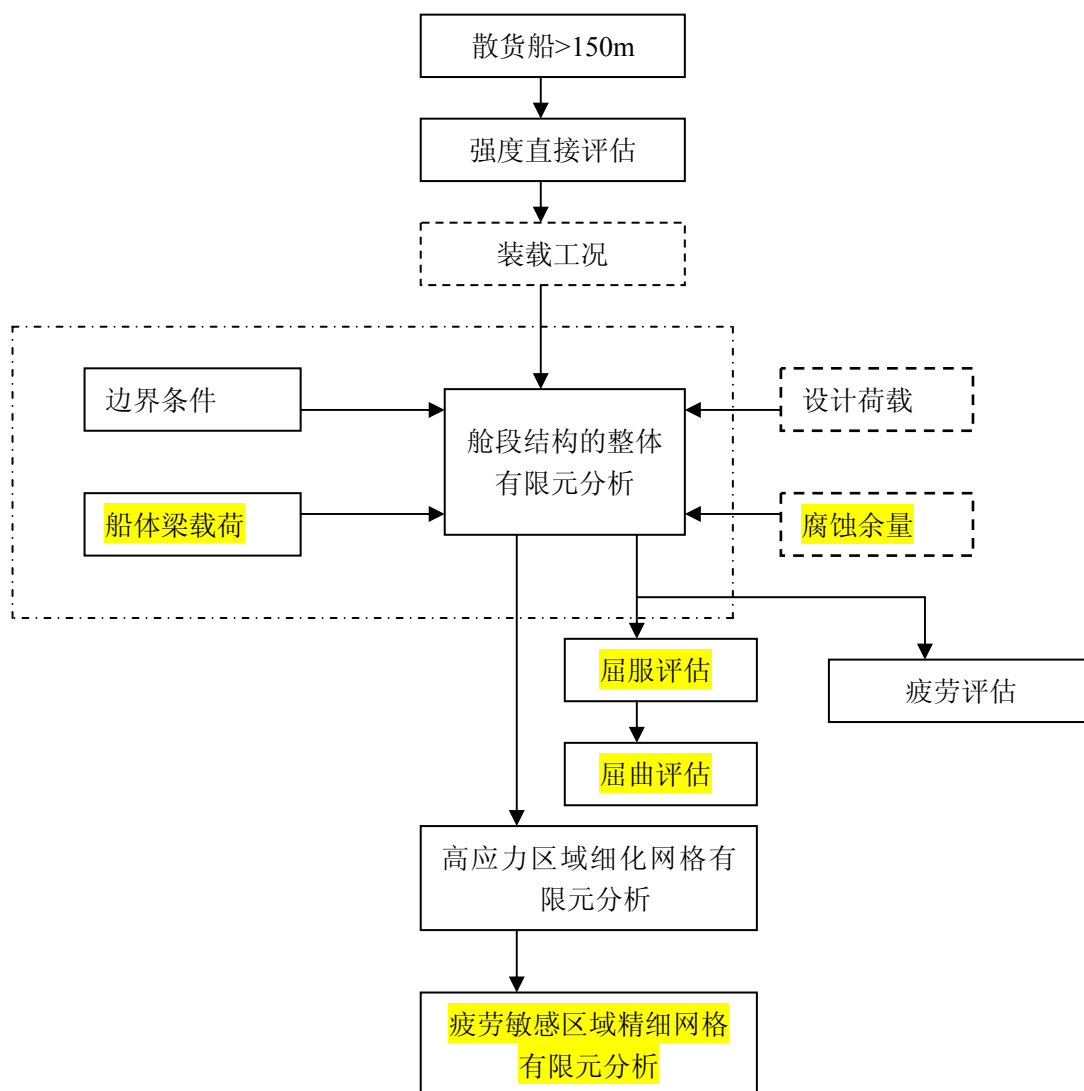 散货船>150m
强度直接评估
装载工况
边界条件
设计荷载
舱段结构的整体
有限元分析
船体梁载荷
腐蚀余量
屈服评估
疲劳评估
屈曲评估
高应力区域细化网格有
限元分析
疲劳敏感区域精细网格
有限元分析